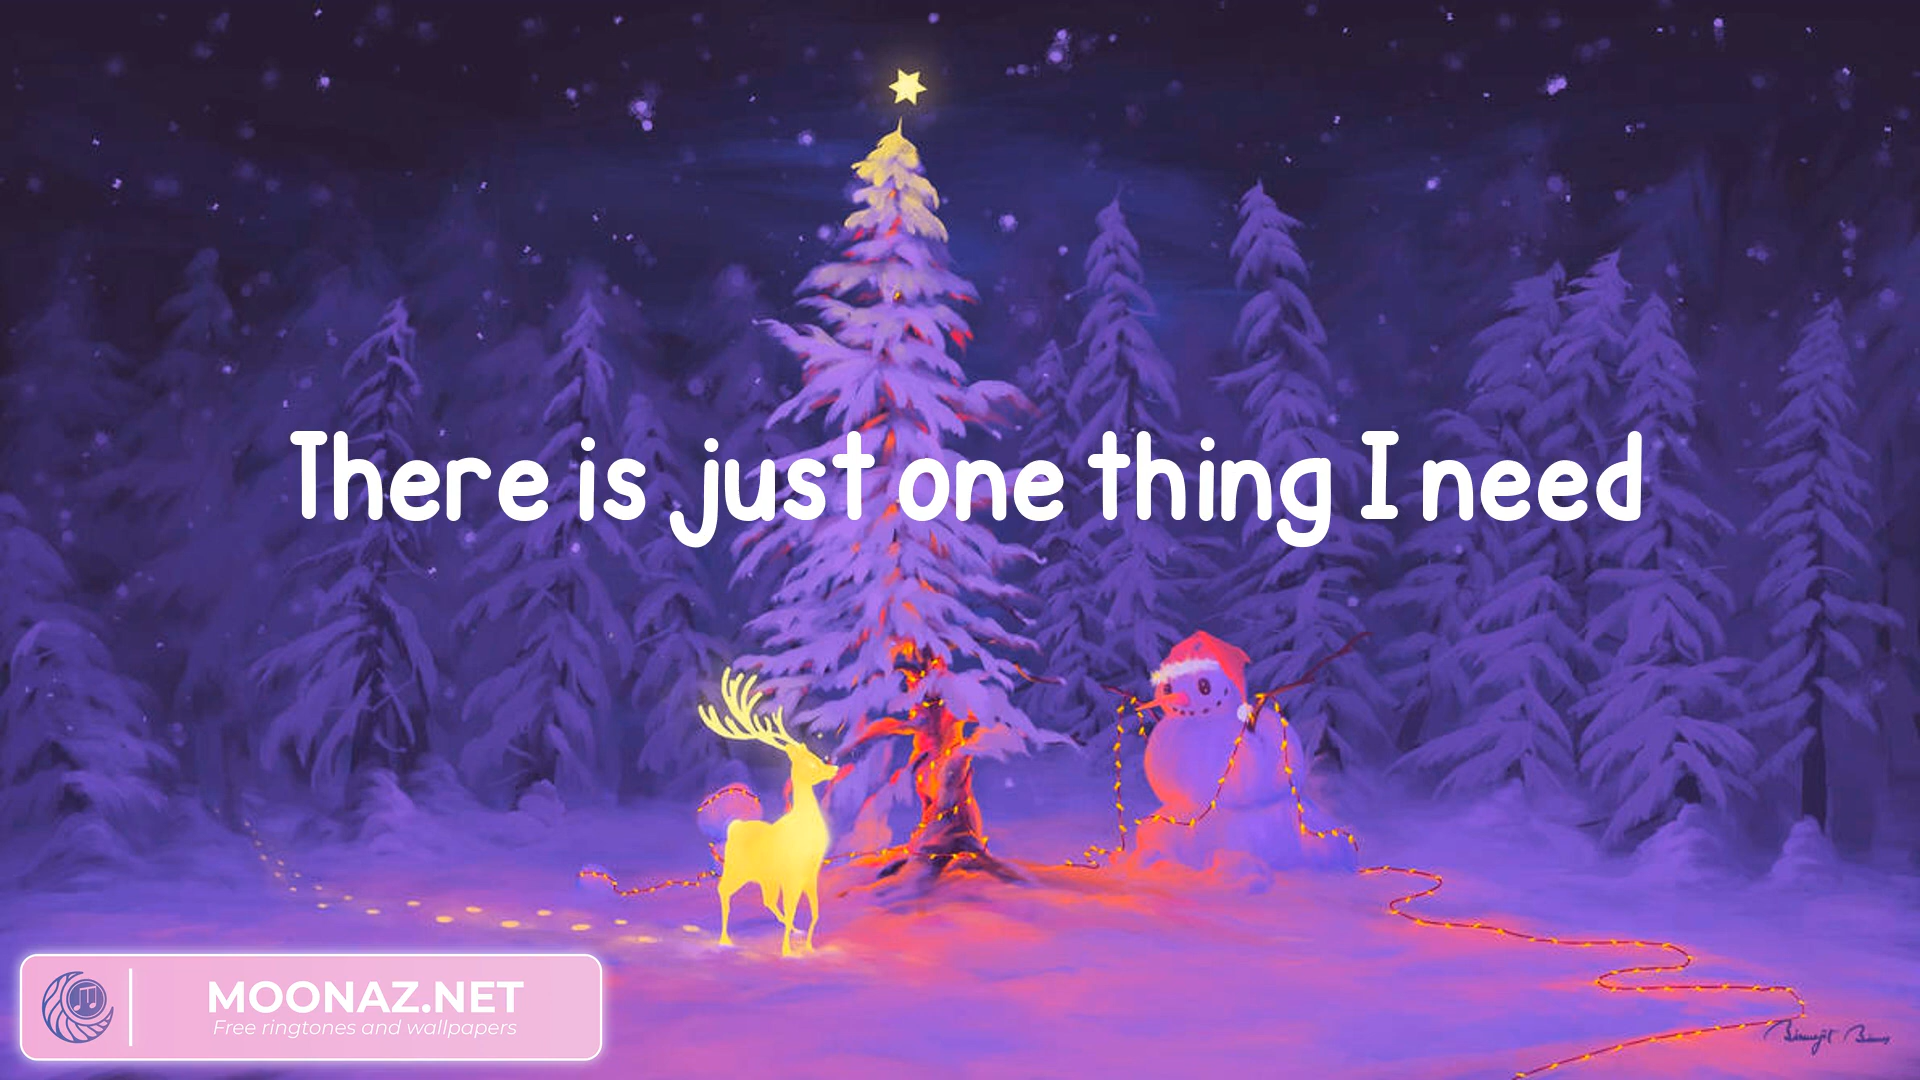 There is just one thing I need
MOONAZ.NET
Free ringtones and wallpapers